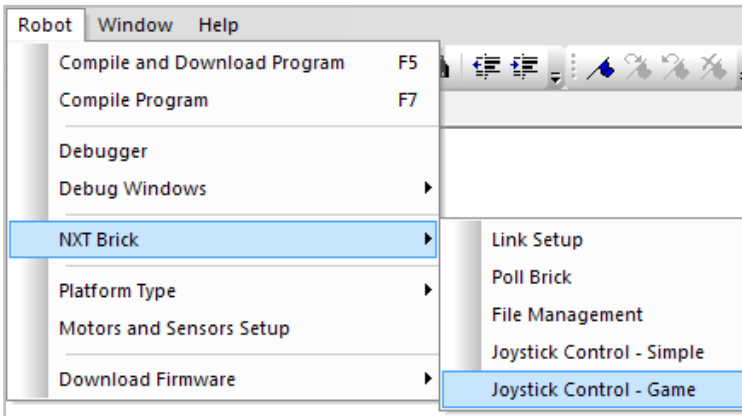 Robot Window Help
Compile and Download Program F5
Compile Program F7
Debugger
Debug Windows
NXT Brick
Platform Type
Motors and Sensors Setup
Download Firmware
Link Setup
Poll Brick
File Management
Joystick Control - Simple
Joystick Control - Game